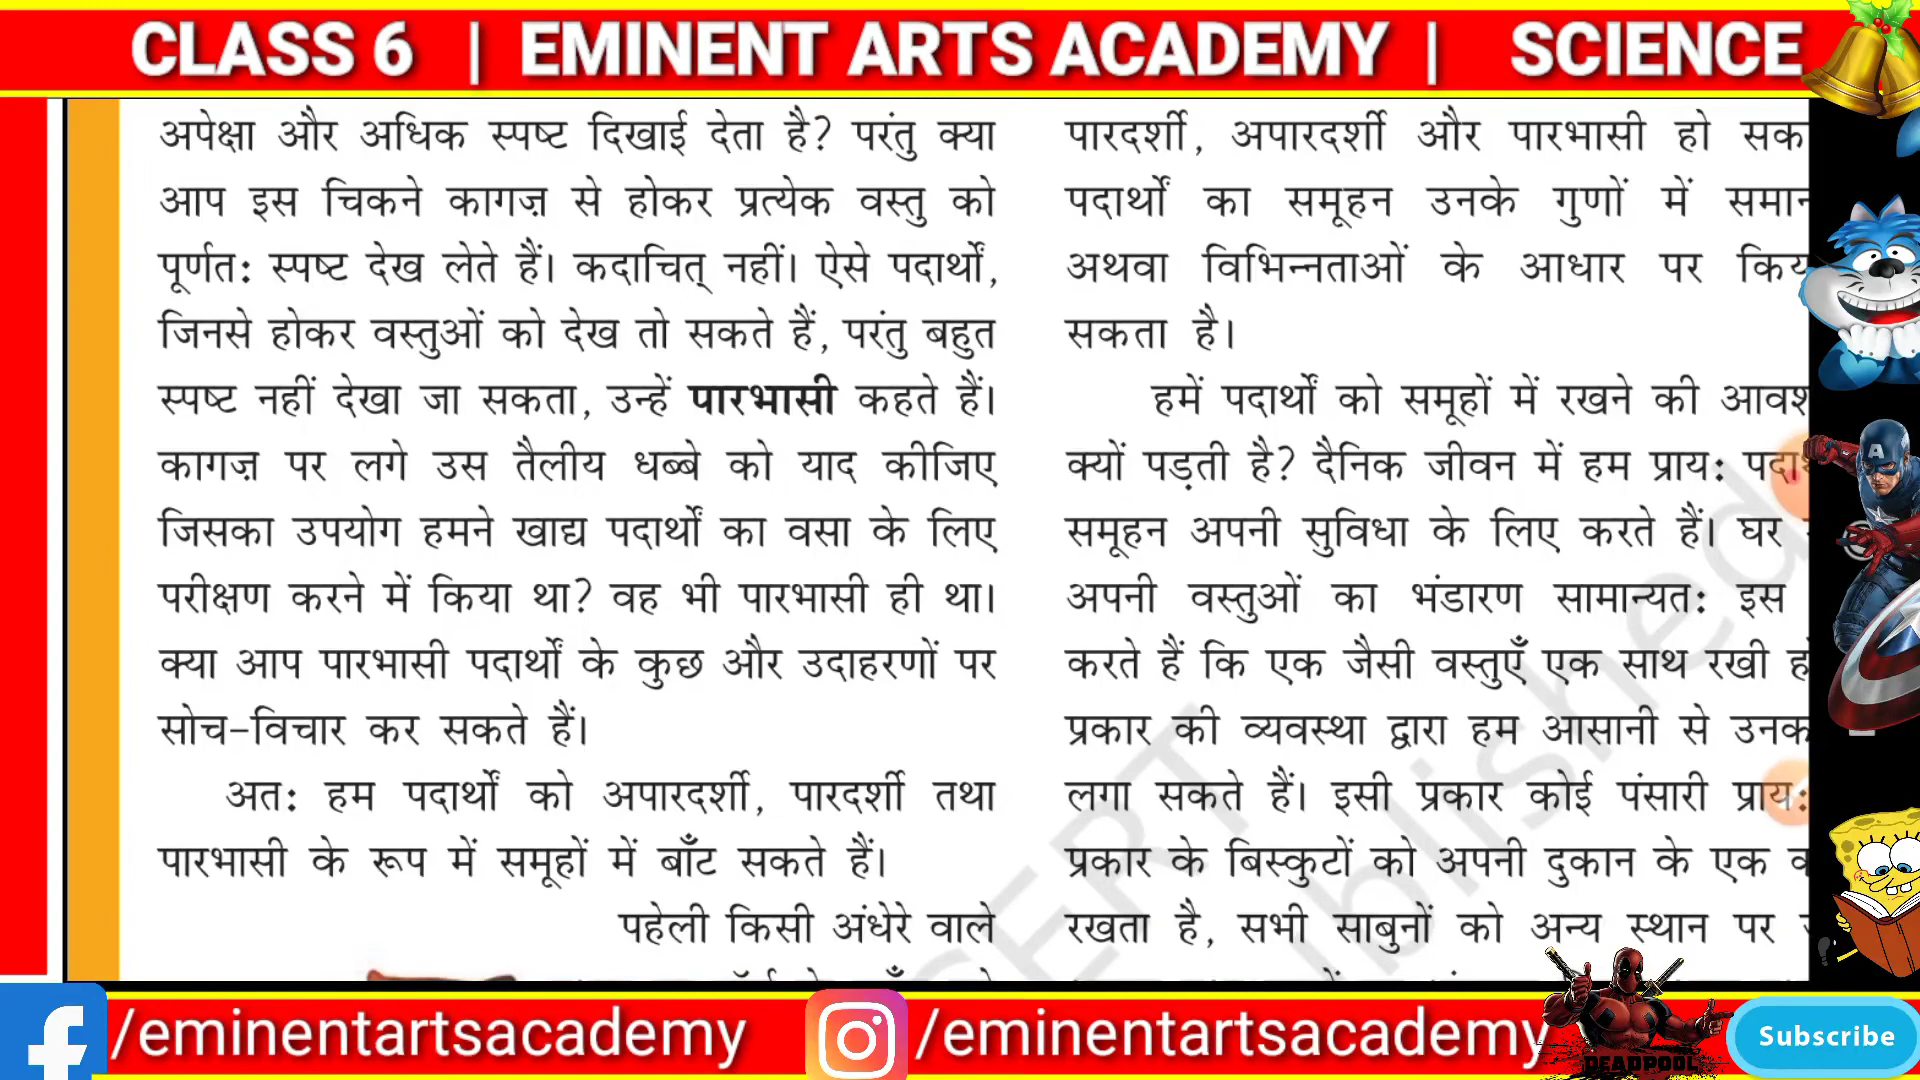 CLASS 6 | EMINENT ARTS ACADEMY | SCIENCE
अपेक्षा और अधिक स्पष्ट दिखाई देता है? परंतु क्या
आप इस चिकने कागज़ से होकर प्रत्येक वस्तु को
पूर्णत: स्पष्ट देख लेते हैं। कदाचित् नहीं। ऐसे पदार्थों,
जिनसे होकर वस्तुओं को देख तो सकते हैं, परंतु बहुत
स्पष्ट नहीं देखा जा सकता, उन्हें पारभासी कहते हैं।
कागज़ पर लगे उस तैलीय धब्बे को याद कीजिए
जिसका उपयोग हमने खाद्य पदार्थों का वसा के लिए
परीक्षण करने में किया था? वह भी पारभासी ही था।
क्या आप पारभासी पदार्थों के कुछ और उदाहरणों पर
सोच-विचार कर सकते हैं।
अत: हम पदार्थों को अपारदर्शी, पारदर्शी तथा
पारभासी के रूप में समूहों में बाँट सकते हैं।
पहेली किसी अंधेरे वाले
पारदर्शी, अपारदर्शी और पारभासी हो सक
पदार्थों का समूहन उनके गुणों में समान
अथवा विभिन्नताओं के आधार पर किय
सकता है।
हमें पदार्थों को समूहों में रखने की आवश
क्यों पड़ती है? दैनिक जीवन में हम प्राय: पदा
समूहन अपनी सुविधा के लिए करते हैं। घर
अपनी वस्तुओं का भंडारण सामान्यत: इस
करते हैं कि एक जैसी वस्तुएँ एक साथ रखी
प्रकार की व्यवस्था द्वारा हम आसानी से उनक
लगा सकते हैं। इसी प्रकार कोई पंसारी प्राय:
प्रकार के बिस्कुटों को अपनी दुकान के एक
रखता है, सभी साबुनों को अन्य स्थान पर
/eminentartsacademy
/eminentartsacademy
DEADPOOL
Subscribe